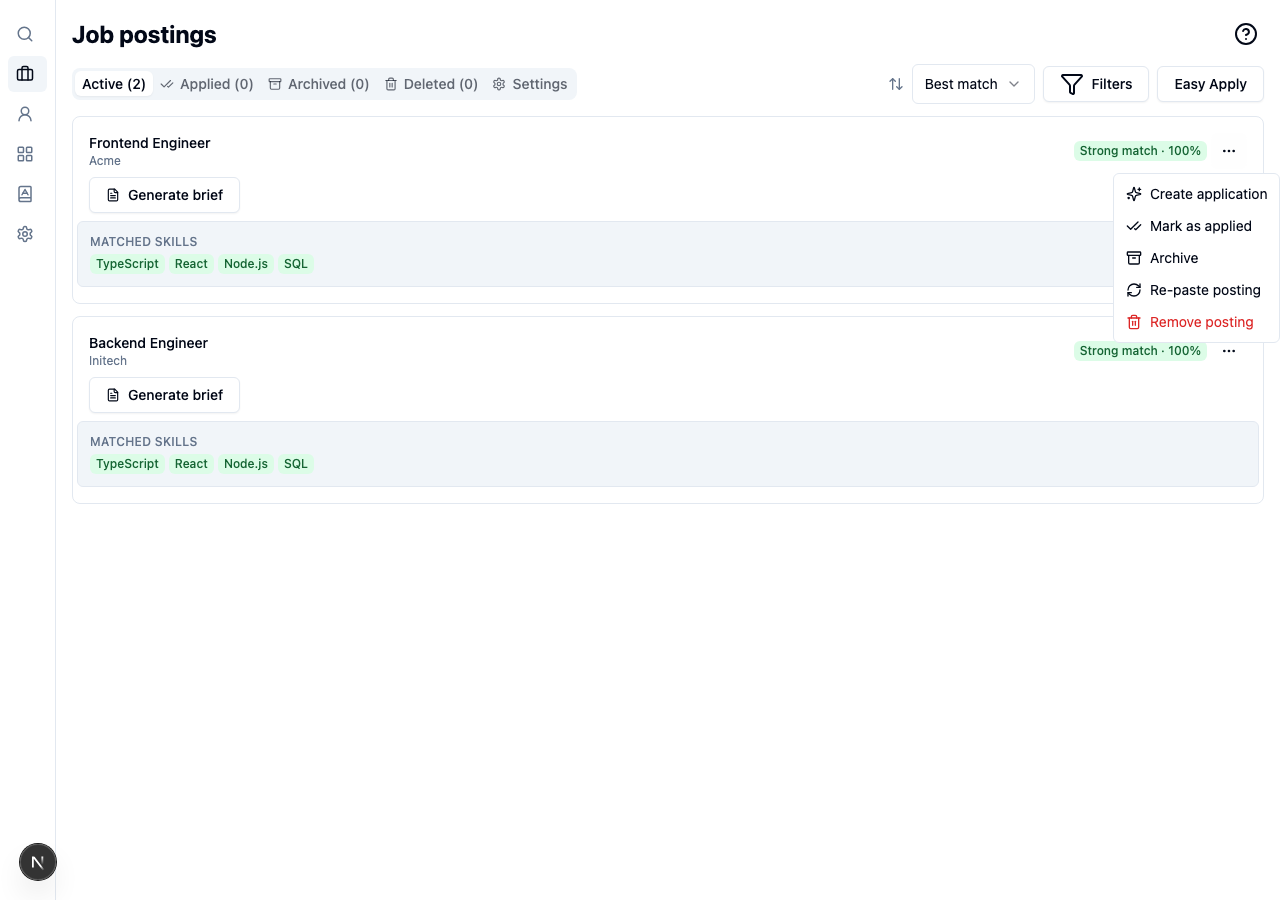 Job postings
Active (2) Applied (0) Archived (0) Deleted (0) Settings
Best match Filters Easy Apply
Frontend Engineer
Acme
Strong match · 100%
Generate brief
MATCHED SKILLS
TypeScript React Node.js SQL
Create application
Mark as applied
Archive
Re-paste posting
Remove posting
Backend Engineer
Initech
Strong match · 100%
Generate brief
MATCHED SKILLS
TypeScript React Node.js SQL
N